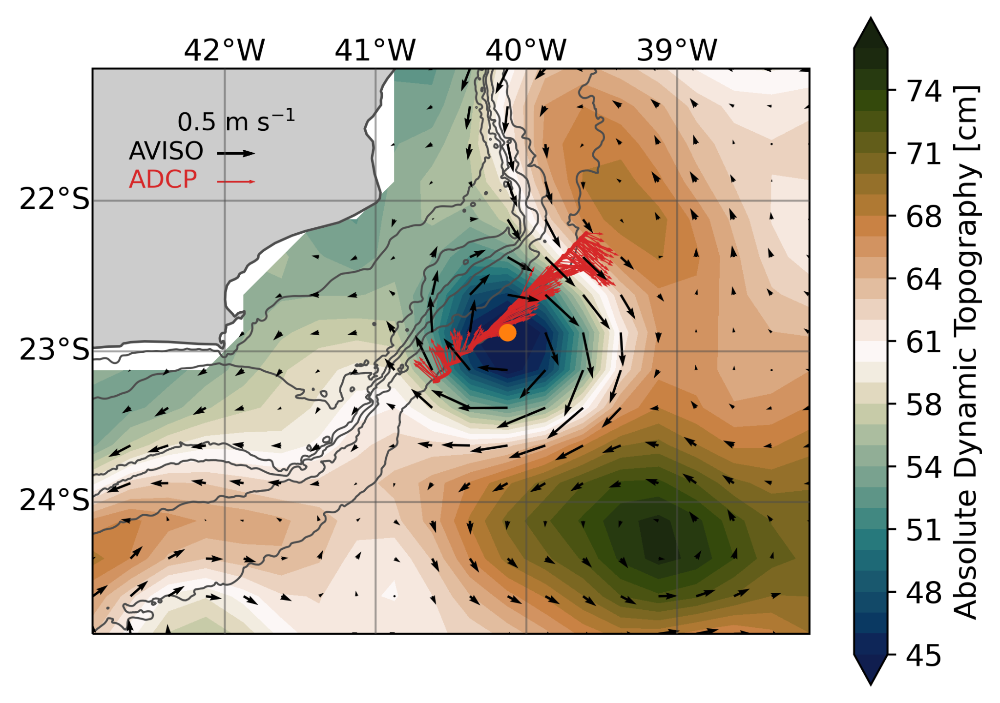 42°W 41°W 40°W 39°W
0.5 m s⁻¹
AVISO
ADCP
22°S
23°S
24°S
74
71
68
64
61
58
54
51
48
45
Absolute Dynamic Topography [cm]